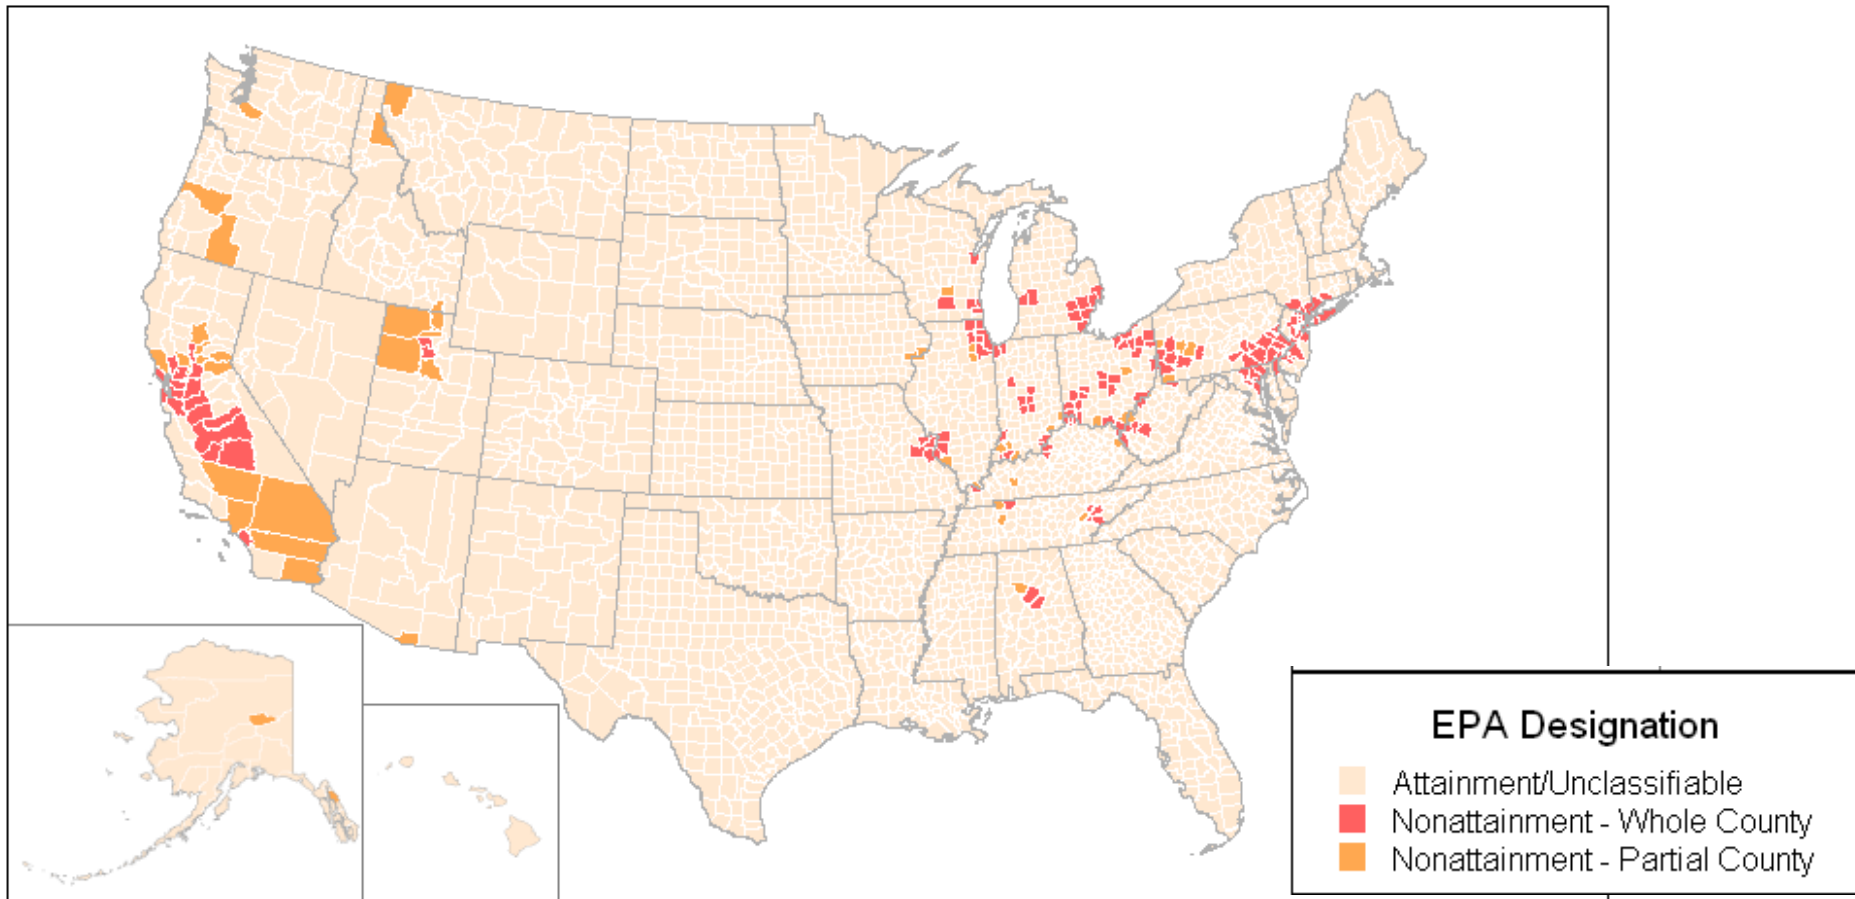 EPA Designation
Attainment/Unclassifiable
Nonattainment - Whole County
Nonattainment - Partial County